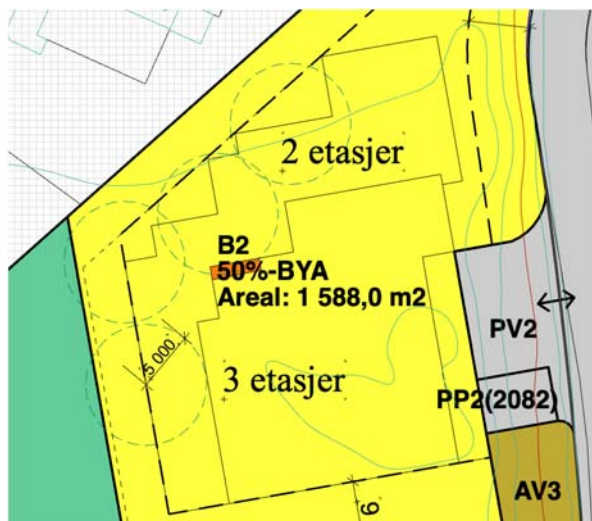 2 etasjer
B2
50%-BYA
Areal: 1 588,0 m2
PV2
5 000
3 etasjer
PP2(2082)
AV3
6